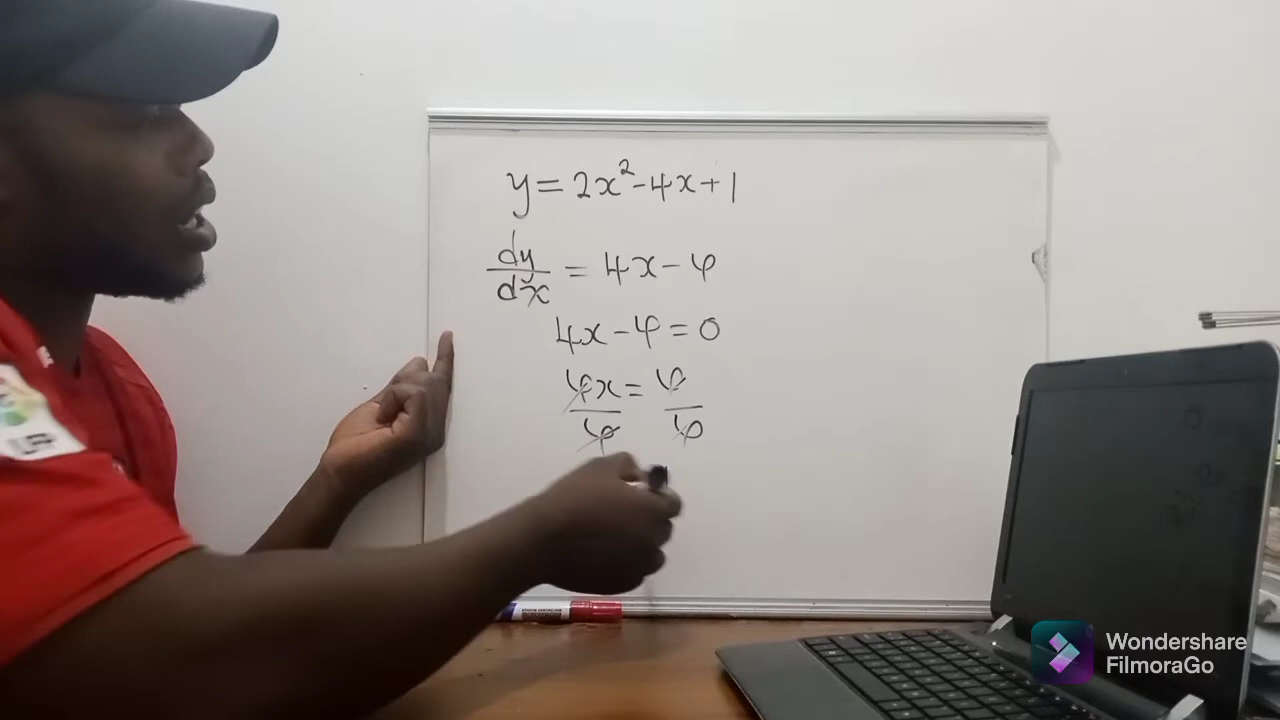 y = 2x² - 4x + 1
dy/dx = 4x - 4
4x - 4 = 0
4x/4 = 4/4
Wondershare
FilmoraGo